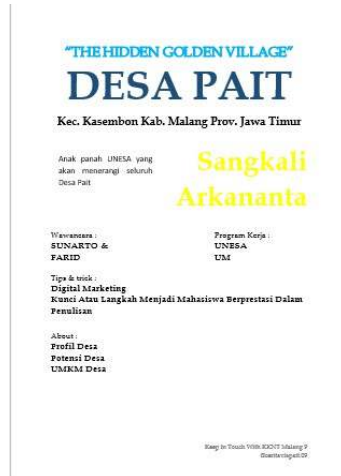 “THE HIDDEN GOLDEN VILLAGE”
DESA PAIT
Kec. Kasembon Kab. Malang Prov. Jawa Timur
Anak panah UNESA yang
akan menerangi seluruh
Desa Pait
Sangkali
Arkananta
Wawancara :
SUNARTO &
FARID
Program Kerja :
UNESA
UM
Tips & trick :
Digital Marketing
Kunci Atau Langkah Menjadi Mahasiswa Berprestasi Dalam
Penulisan
About :
Profil Desa
Potensi Desa
UMKM Desa
Keep In Touch With KKNT Malang 9